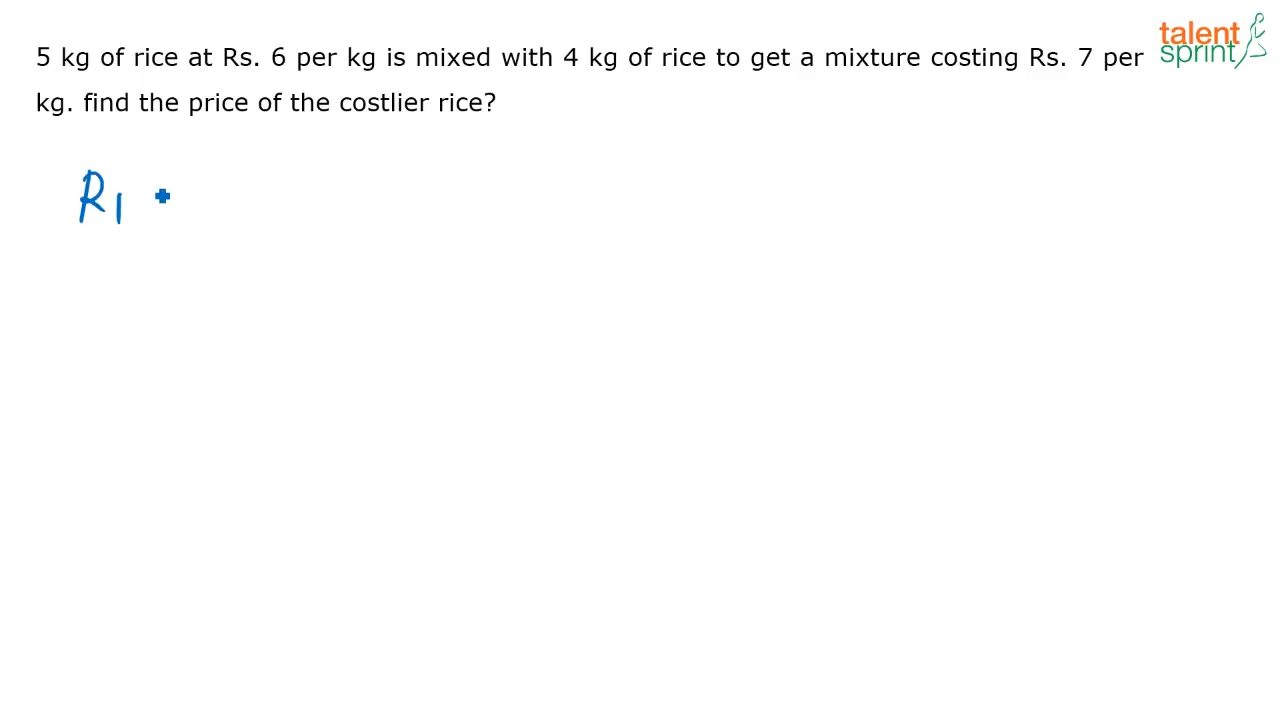 talent
sprint
5 kg of rice at Rs. 6 per kg is mixed with 4 kg of rice to get a mixture costing Rs. 7 per
kg. find the price of the costlier rice?
R1